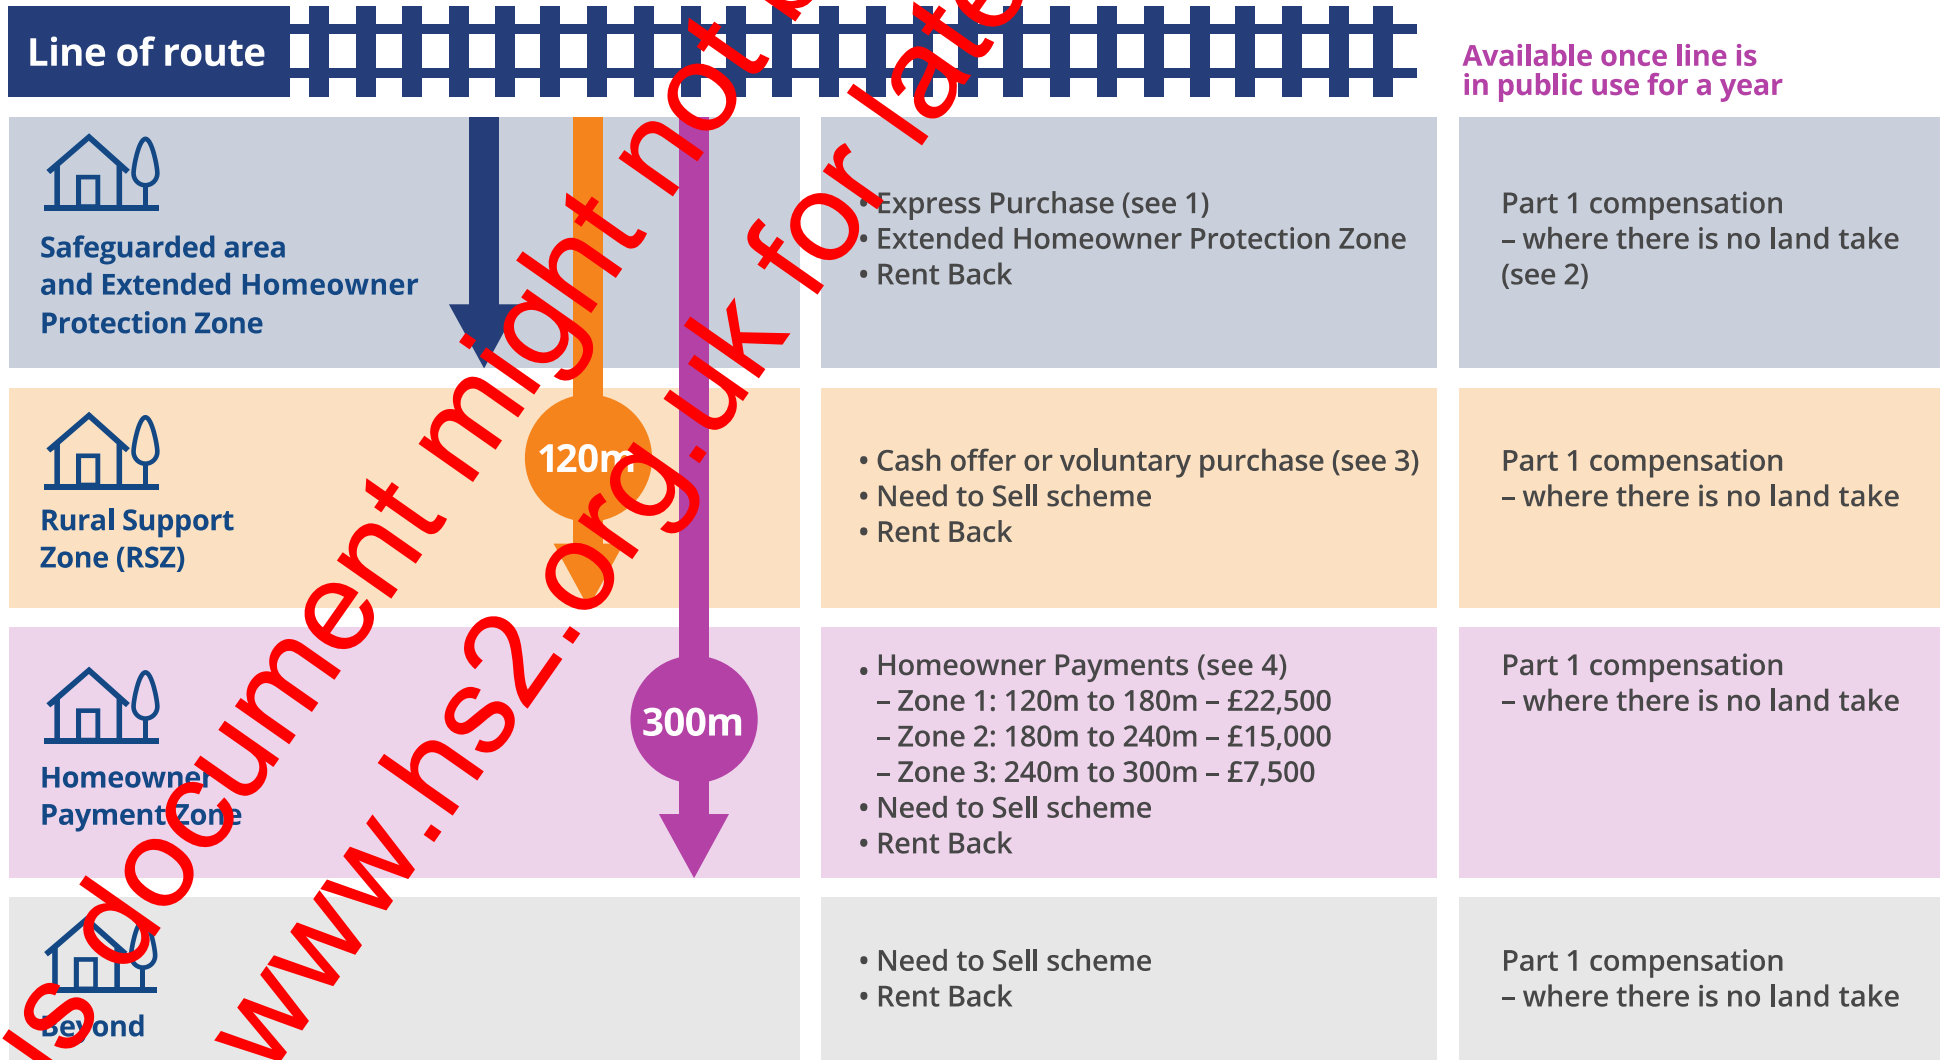 Line of route
Available once line is
in public use for a year
Safeguarded area
and Extended Homeowner
Protection Zone
• Express Purchase (see 1)
• Extended Homeowner Protection Zone
• Rent Back
Part 1 compensation
– where there is no land take
(see 2)
120m
Rural Support
Zone (RSZ)
• Cash offer or voluntary purchase (see 3)
• Need to Sell scheme
• Rent Back
Part 1 compensation
– where there is no land take
300m
Homeowner
Payment Zone
• Homeowner Payments (see 4)
– Zone 1: 120m to 180m – £22,500
– Zone 2: 180m to 240m – £15,000
– Zone 3: 240m to 300m – £7,500
• Need to Sell scheme
• Rent Back
Part 1 compensation
– where there is no land take
Beyond
• Need to Sell scheme
• Rent Back
Part 1 compensation
– where there is no land take
document might not
www.hs2.org.uk for